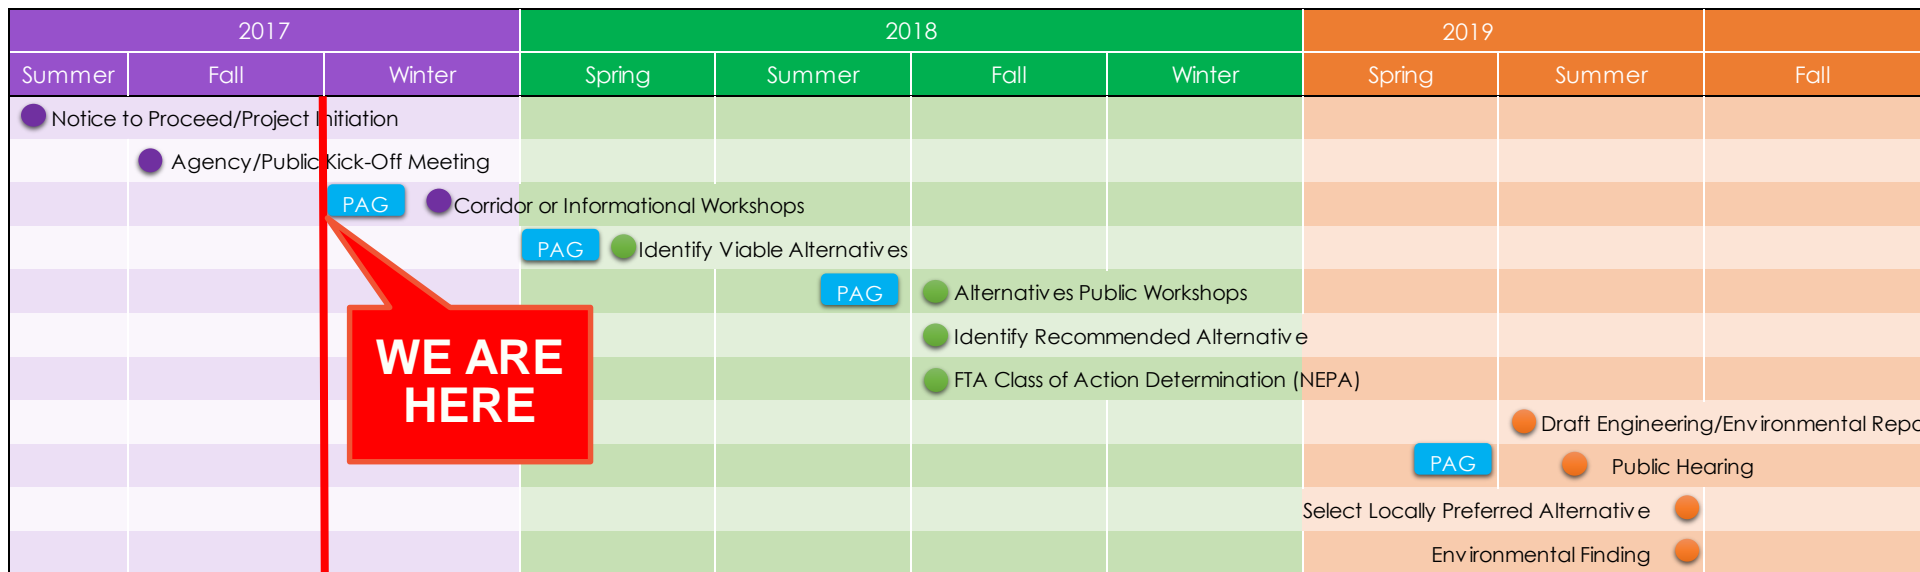 2017 2018 2019
Summer Fall Winter Spring Summer Fall Winter Spring Summer Fall
Notice to Proceed/Project Initiation
Agency/Public Kick-Off Meeting
PAG Corridor or Informational Workshops
PAG Identify Viable Alternatives
PAG Alternatives Public Workshops
Identify Recommended Alternative
WE ARE
HERE
FTA Class of Action Determination (NEPA)
Draft Engineering/Environmental Repo
PAG Public Hearing
Select Locally Preferred Alternative
Environmental Finding